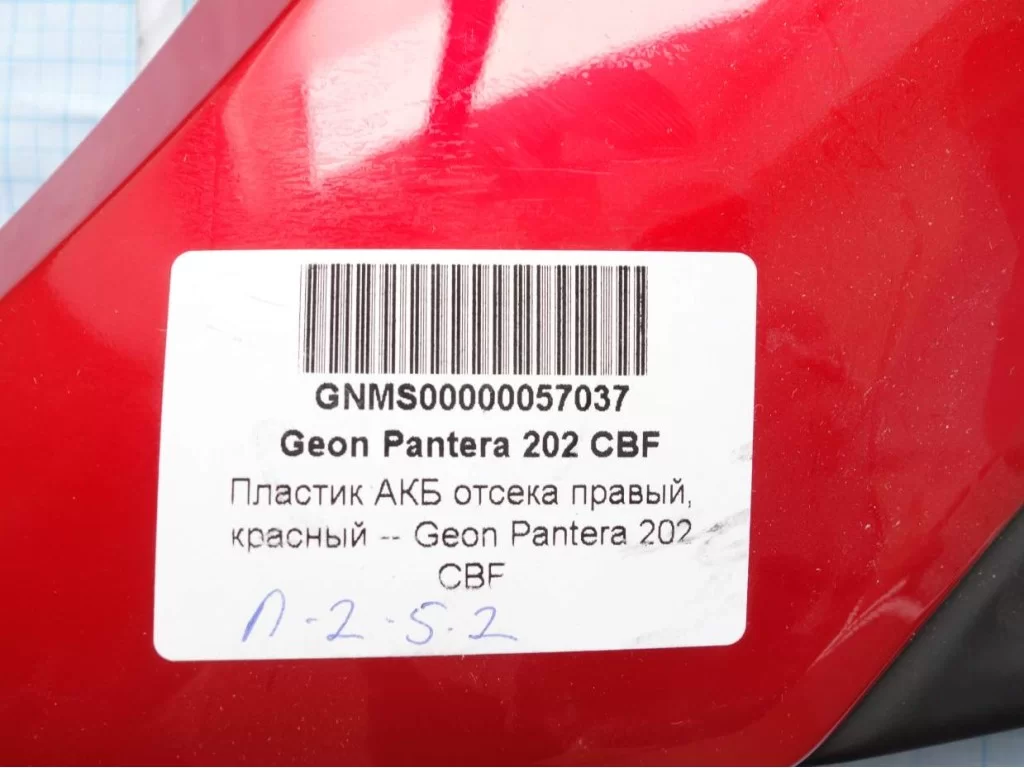 GNMS00000057037
Geon Pantera 202 CBF
Пластик АКБ отсека правый,
красный -- Geon Pantera 202
CBF
П-2-5-2